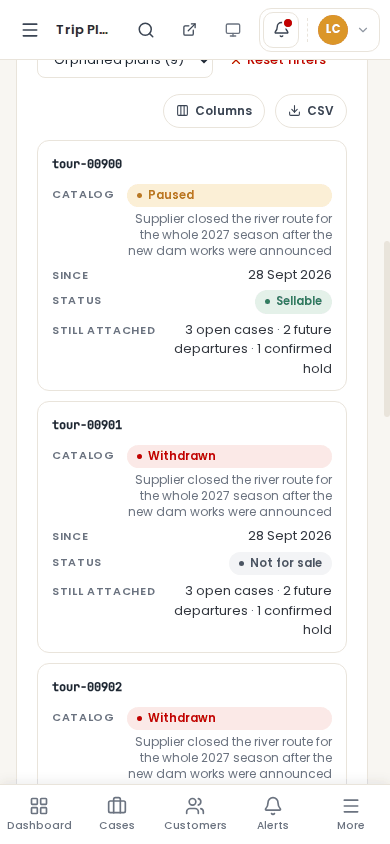 Trip Pl...
LC
Orphaned plans (9)
Reset filters
Columns
CSV
tour-00900
CATALOG
Paused
Supplier closed the river route for
the whole 2027 season after the
new dam works were announced
SINCE
28 Sept 2026
STATUS
Sellable
STILL ATTACHED
3 open cases · 2 future
departures · 1 confirmed
hold
tour-00901
CATALOG
Withdrawn
Supplier closed the river route for
the whole 2027 season after the
new dam works were announced
SINCE
28 Sept 2026
STATUS
Not for sale
STILL ATTACHED
3 open cases · 2 future
departures · 1 confirmed
hold
tour-00902
CATALOG
Withdrawn
Supplier closed the river route for
the whole 2027 season after the
new dam works were announced
Dashboard
Cases
Customers
Alerts
More